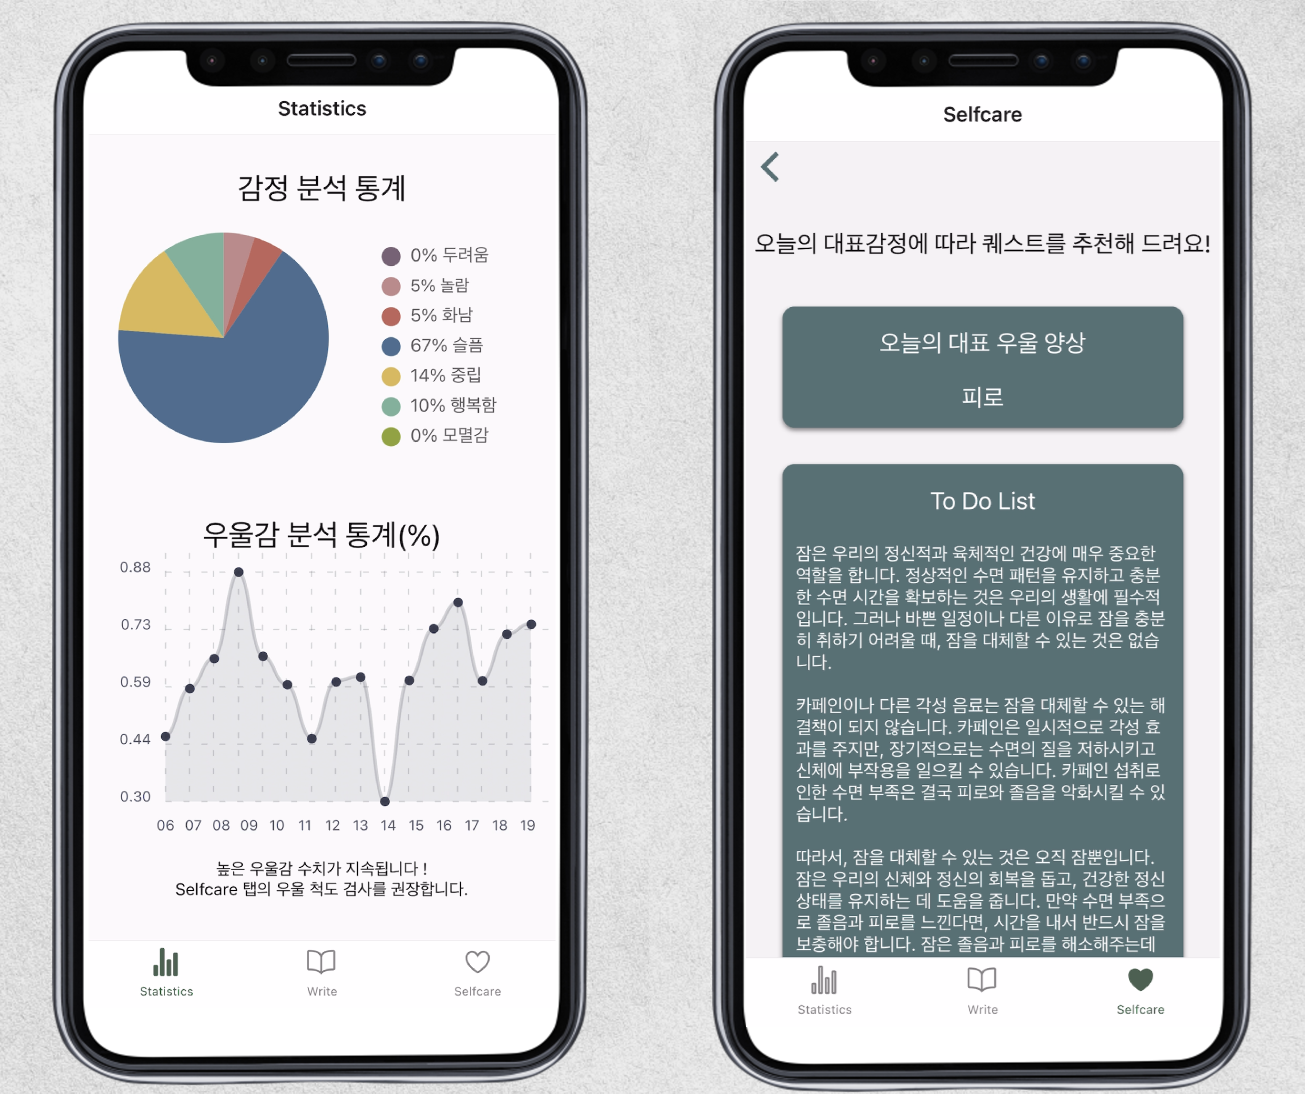 Statistics
감정 분석 통계
0% 두려움
5% 놀람
5% 화남
67% 슬픔
14% 중립
10% 행복함
0% 모멸감
우울감 분석 통계(%)
0.88
0.73
0.59
0.44
0.30
06 07 08 09 10 11 12 13 14 15 16 17 18 19
높은 우울감 수치가 지속됩니다 !
Selfcare 탭의 우울 척도 검사를 권장합니다.
Statistics Write Selfcare
Selfcare
오늘의 대표감정에 따라 퀘스트를 추천해 드려요!
오늘의 대표 우울 양상
피로
To Do List
잠은 우리의 정신적과 육체적인 건강에 매우 중요한
역할을 합니다. 정상적인 수면 패턴을 유지하고 충분
한 수면 시간을 확보하는 것은 우리의 생활에 필수적
입니다. 그러나 바쁜 일정이나 다른 이유로 잠을 충분
히 취하기 어려울 때, 잠을 대체할 수 있는 것은 없습
니다.
카페인이나 다른 각성 음료는 잠을 대체할 수 있는 해
결책이 되지 않습니다. 카페인은 일시적으로 각성 효
과를 주지만, 장기적으로는 수면의 질을 저하시키고
신체에 부작용을 일으킬 수 있습니다. 카페인 섭취로
인한 수면 부족은 결국 피로와 졸음을 악화시킬 수 있
습니다.
따라서, 잠을 대체할 수 있는 것은 오직 잠뿐입니다.
잠은 우리의 신체와 정신의 회복을 돕고, 건강한 정신
상태를 유지하는 데 도움을 줍니다. 만약 수면 부족으
로 졸음과 피로를 느낀다면, 시간을 내서 반드시 잠을
보충해야 합니다. 잠은 졸음과 피로를 해소해주는데
Statistics Write Selfcare